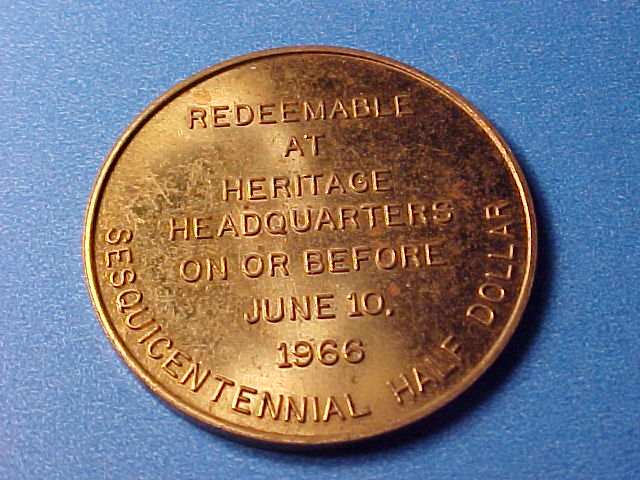 REDEEMABLE
AT
HERITAGE
HEADQUARTERS
ON OR BEFORE
JUNE 10,
1966
SESQUICENTENNIAL HALF DOLLAR